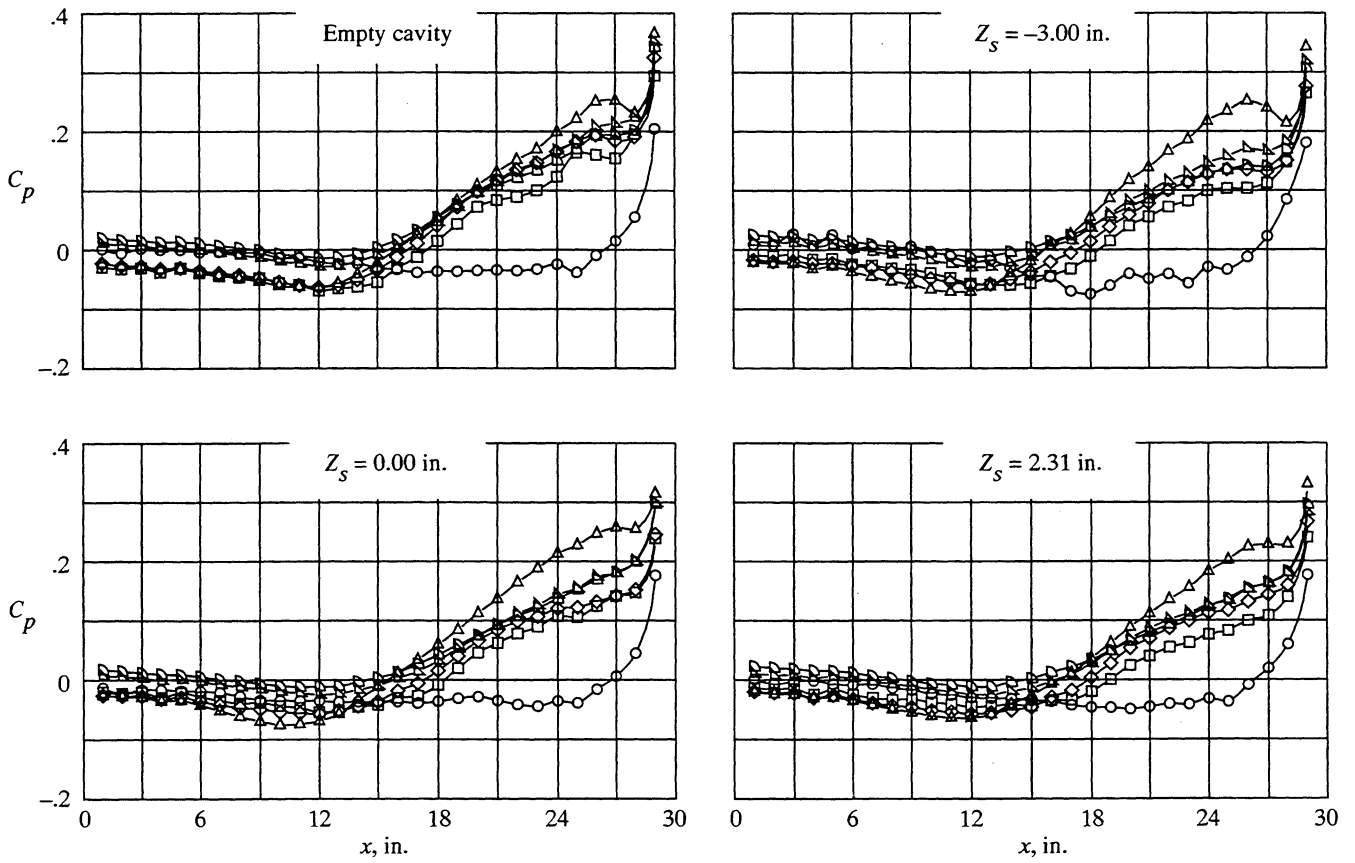 .4
Empty cavity
.2
C_p
0
–.2
Z_s = –3.00 in.
.4
Z_s = 0.00 in.
.2
C_p
0
–.2
0 6 12 18 24 30
x, in.
Z_s = 2.31 in.
0 6 12 18 24 30
x, in.